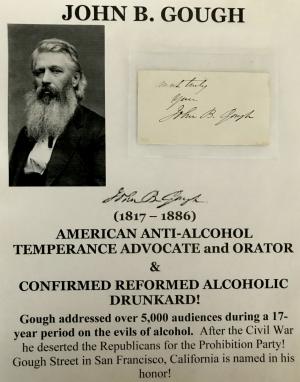 JOHN B. GOUGH
most truly
your
John B. Gough
John B. Gough
(1817 – 1886)
AMERICAN ANTI-ALCOHOL
TEMPERANCE ADVOCATE and ORATOR
&
CONFIRMED REFORMED ALCOHOLIC
DRUNKARD!
Gough addressed over 5,000 audiences during a 17-
year period on the evils of alcohol. After the Civil War
he deserted the Republicans for the Prohibition Party!
Gough Street in San Francisco, California is named in his
honor!